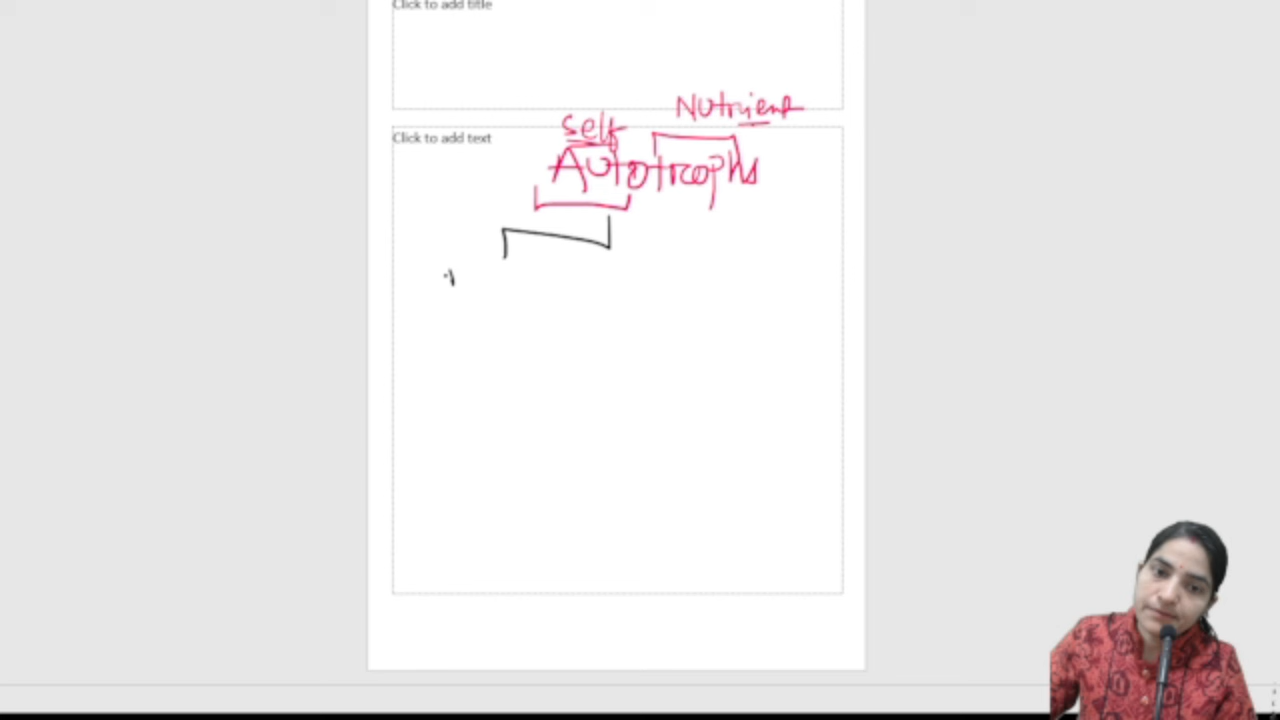 Click to add title
Nutrient
self
Click to add text
Autotrophs